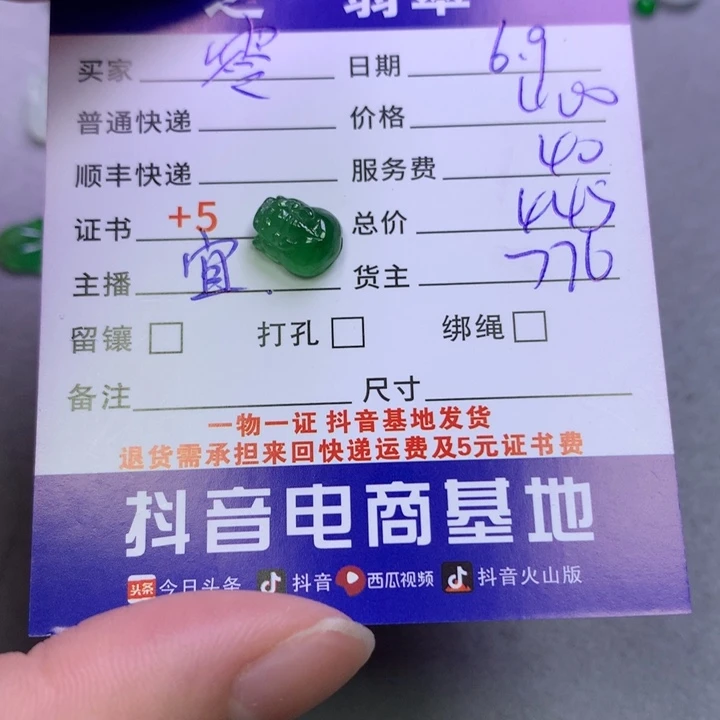 翡翠
买家 零 日期 6.9
普通快递 价格 400
顺丰快递 服务费 40
证书 +5 总价 445
主播 宜 货主 776
留镶 打孔 绑绳
备注 尺寸
一物一证 抖音基地发货
退货需承担来回快递运费及5元证书费
抖音电商基地
头条 今日头条 抖音 西瓜视频 抖音火山版